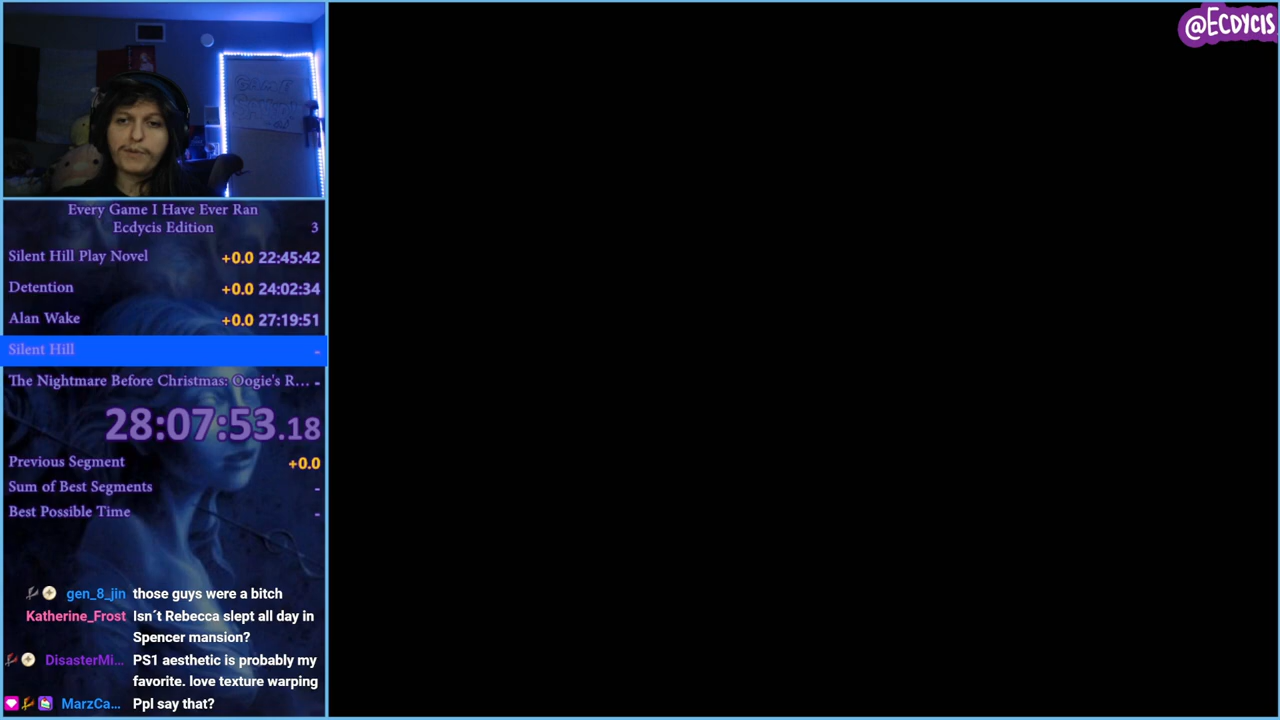 @ECDYCIS
GAME
Every Game I Have Ever Ran
Ecdycis Edition 3
Silent Hill Play Novel +0.0 22:45:42
Detention +0.0 24:02:34
Alan Wake +0.0 27:19:51
Silent Hill -
The Nightmare Before Christmas: Oogie's R... -
28:07:53.18
Previous Segment +0.0
Sum of Best Segments -
Best Possible Time -
gen_8_jin those guys were a bitch
Katherine_Frost Isn´t Rebecca slept all day in
Spencer mansion?
DisasterMi... PS1 aesthetic is probably my
favorite. love texture warping
MarzCa... Ppl say that?